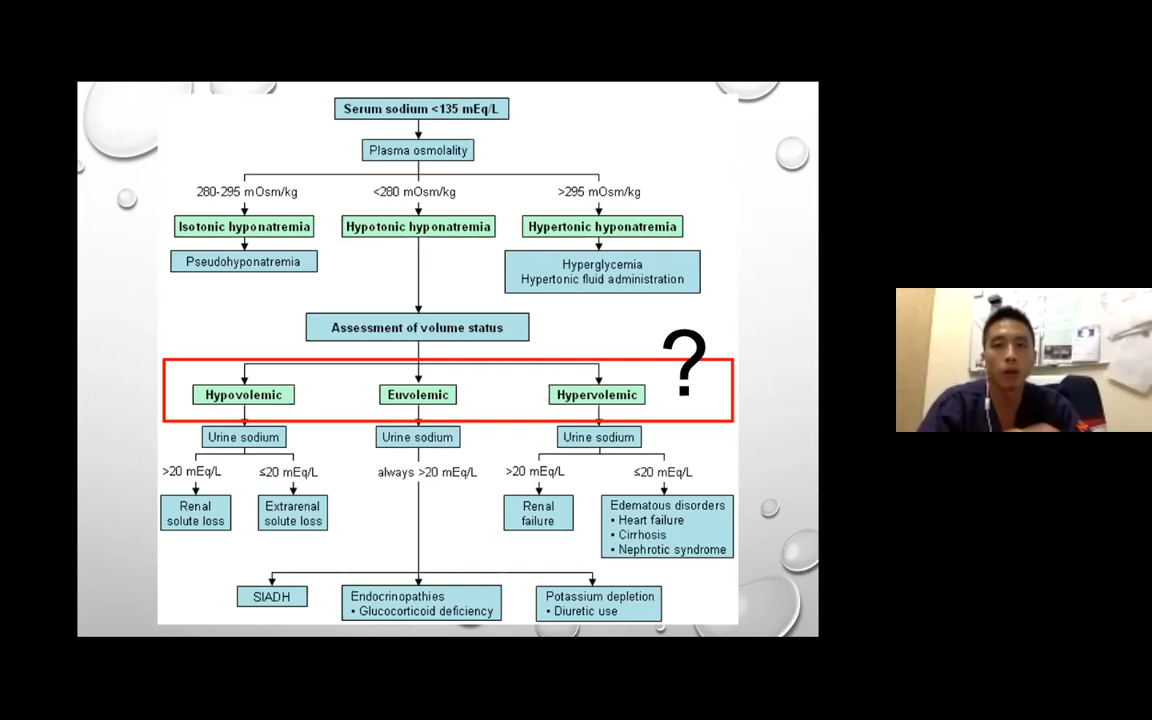 Serum sodium <135 mEq/L
Plasma osmolality
280-295 mOsm/kg
<280 mOsm/kg
>295 mOsm/kg
Isotonic hyponatremia
Hypotonic hyponatremia
Hypertonic hyponatremia
Pseudohyponatremia
Hyperglycemia
Hypertonic fluid administration
Assessment of volume status
?
Hypovolemic
Euvolemic
Hypervolemic
Urine sodium
Urine sodium
Urine sodium
>20 mEq/L
≤20 mEq/L
always >20 mEq/L
>20 mEq/L
≤20 mEq/L
Renal
solute loss
Extrarenal
solute loss
Renal
failure
Edematous disorders
• Heart failure
• Cirrhosis
• Nephrotic syndrome
SIADH
Endocrinopathies
• Glucocorticoid deficiency
Potassium depletion
• Diuretic use